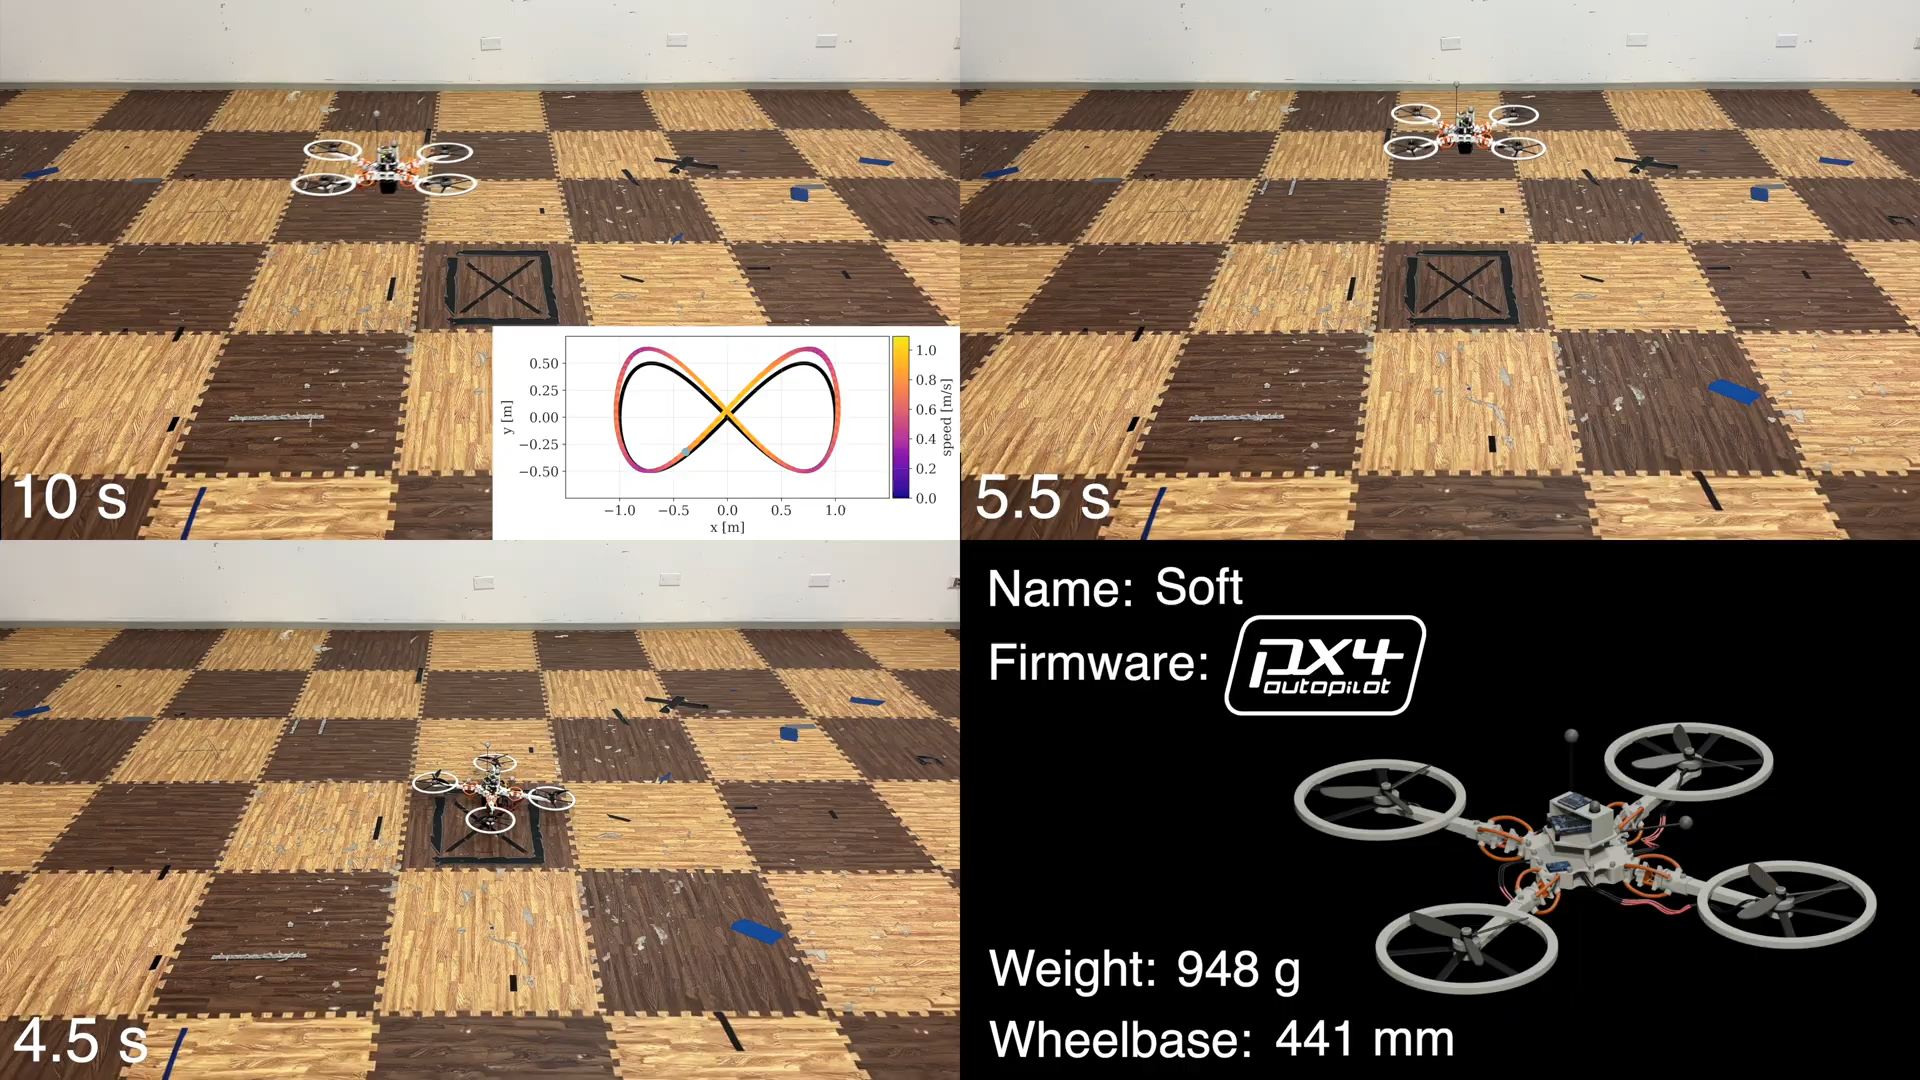 10 s
0.50
0.25
0.00
−0.25
−0.50
y [m]
−1.0 −0.5 0.0 0.5 1.0
x [m]
1.0
0.8
0.6
0.4
0.2
0.0
speed [m/s]
5.5 s
4.5 s
Name: Soft
Firmware: px4
autopilot
Weight: 948 g
Wheelbase: 441 mm